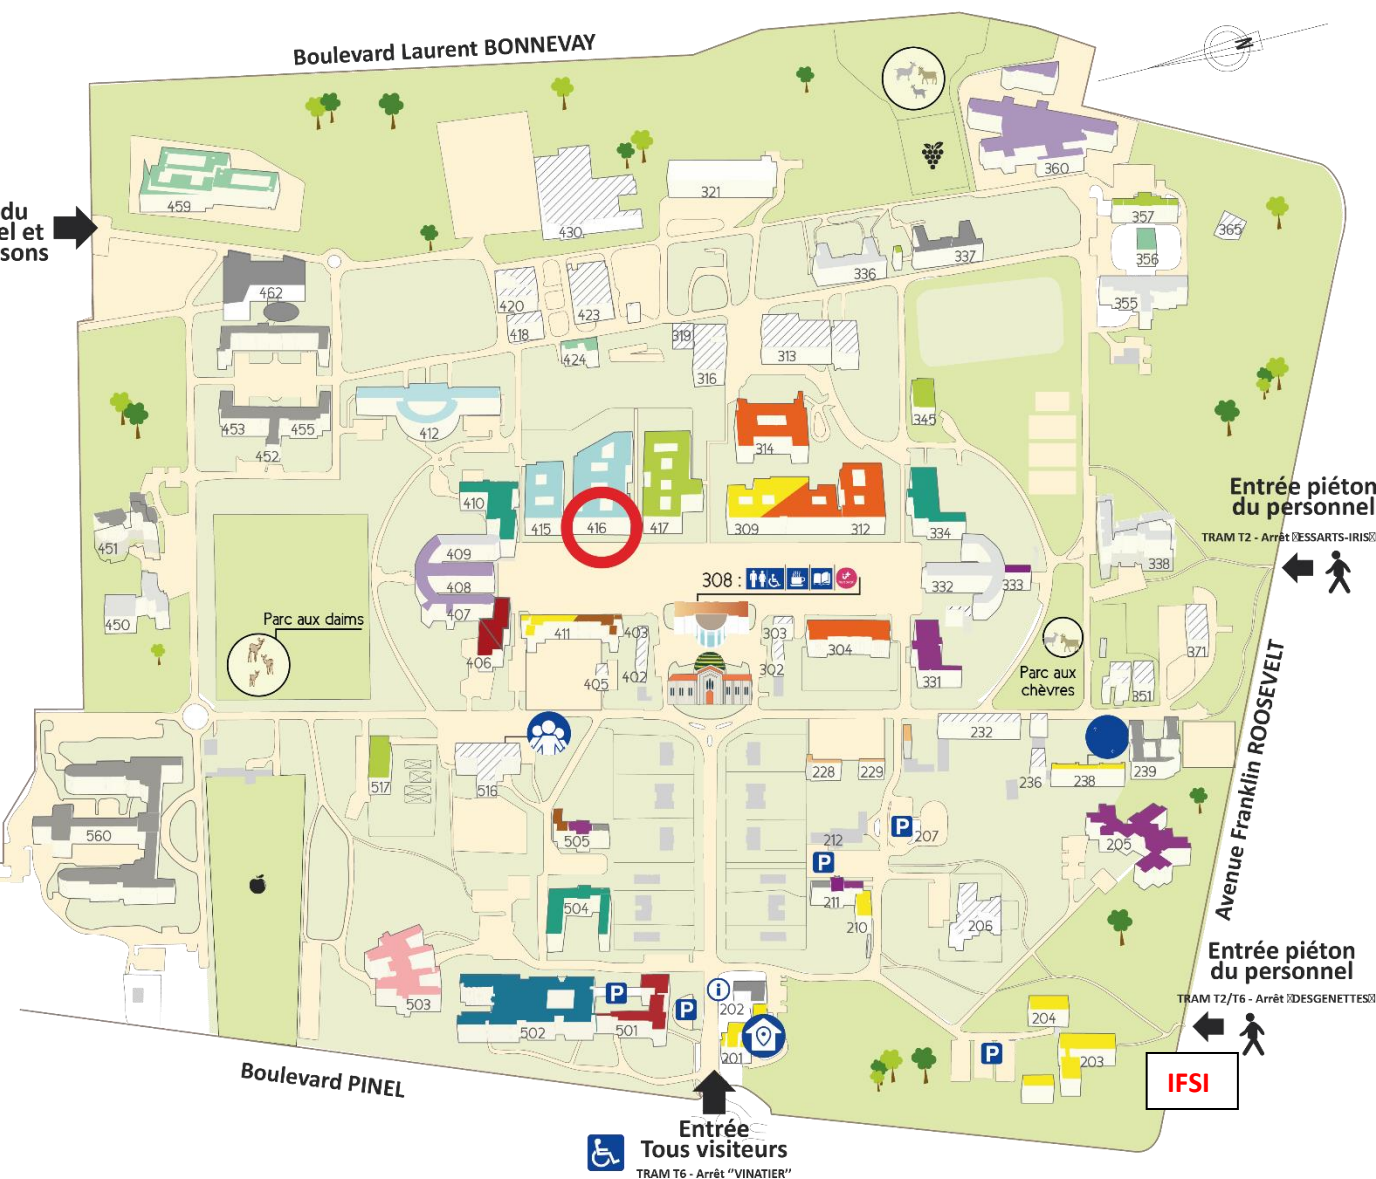 Boulevard Laurent BONNEVAY
N
360
459
321
357
365
du
el et
sons
430
356
337
336
462
355
420
423
418
319
313
424
316
453
455
412
345
452
314
410
415
416
417
309
312
334
Entrée piéton
du personnel
TRAM T2 - Arrêt ESSARTS-IRIS
451
409
338
408
308 :
332
333
407
450
Parc aux daims
411
403
303
304
371
406
405
402
302
331
Parc aux
chèvres
351
232
517
516
228
229
236
238
239
560
505
212
P
207
205
P
211
504
210
206
Avenue Franklin ROOSEVELT
Entrée piéton
du personnel
TRAM T2/T6 - Arrêt DESGENETTES
503
P
P
i
202
204
502
501
201
P
203
IFSI
Boulevard PINEL
Entrée
Tous visiteurs
TRAM T6 - Arrêt "VINATIER"